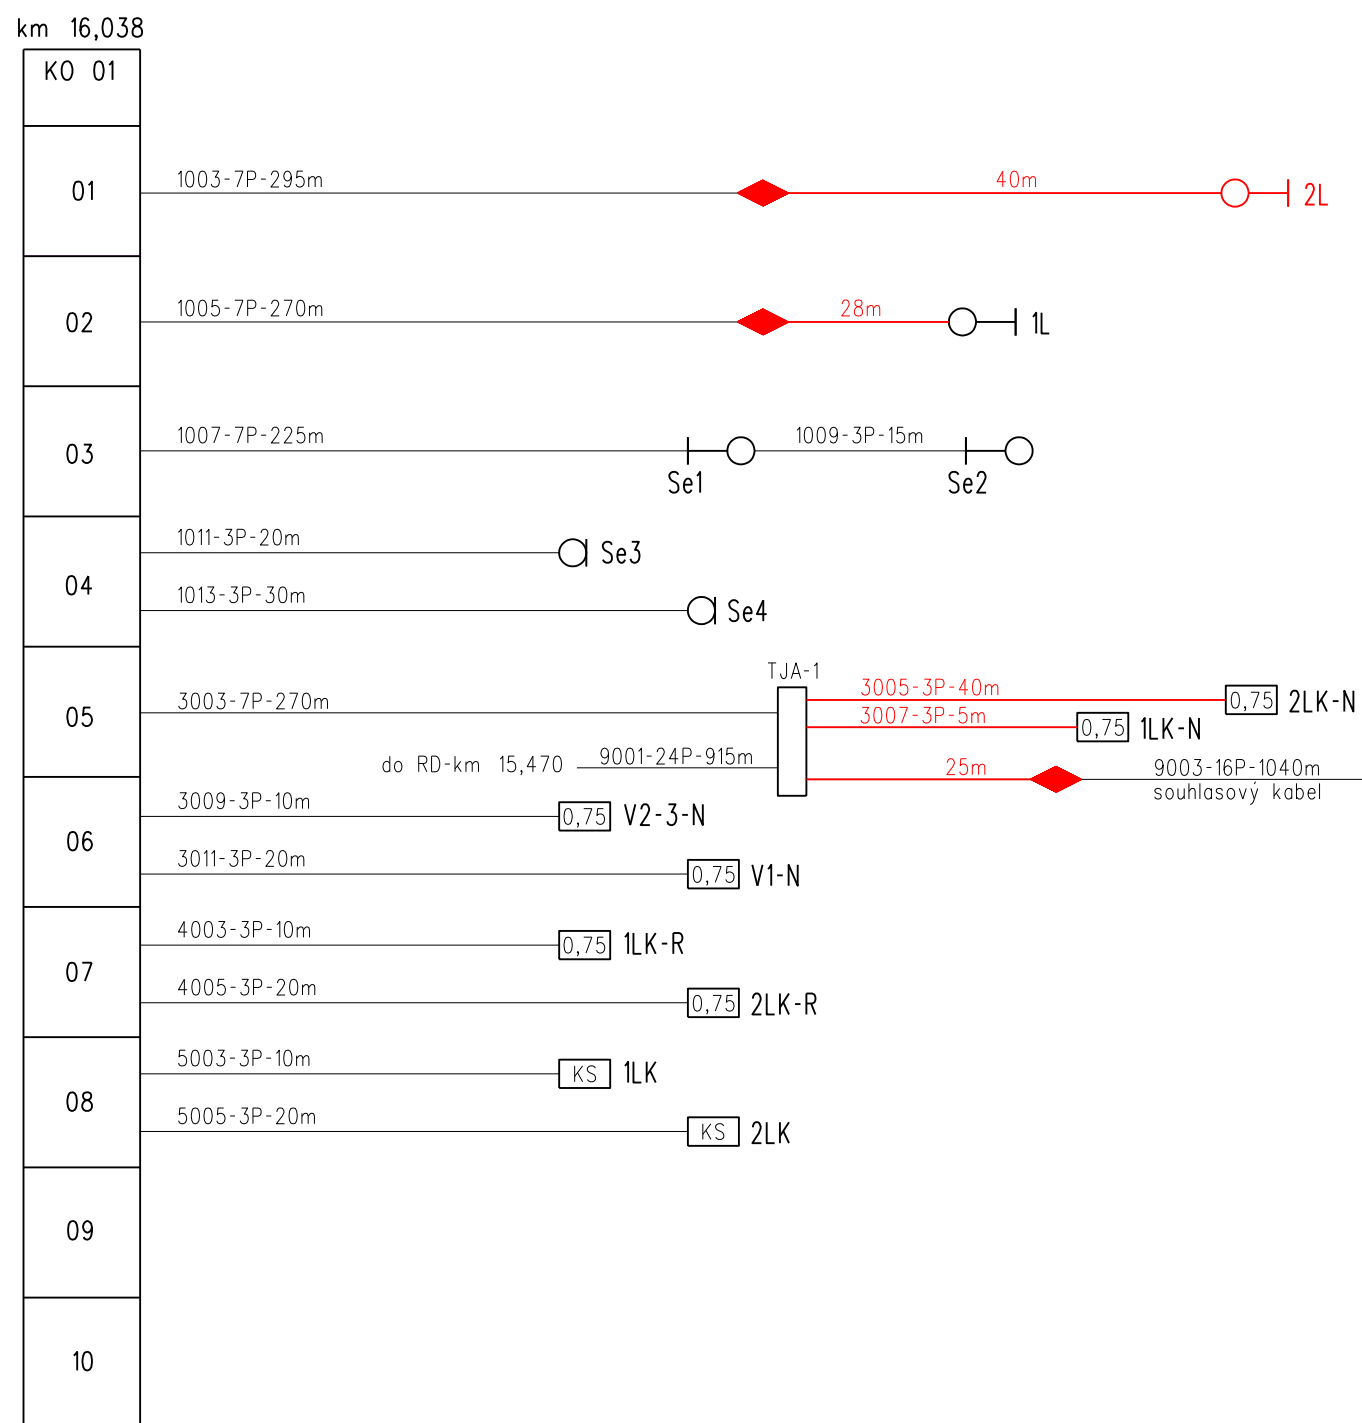 km 16,038
KO 01
01
1003-7P-295m
40m
2L
02
1005-7P-270m
28m
1L
03
1007-7P-225m
1009-3P-15m
Se1
Se2
04
1011-3P-20m
Se3
1013-3P-30m
Se4
TJA-1
05
3003-7P-270m
3005-3P-40m
0,75 2LK-N
3007-3P-5m
0,75 1LK-N
do RD-km 15,470
9001-24P-915m
25m
9003-16P-1040m
souhlasový kabel
06
3009-3P-10m
0,75 V2-3-N
3011-3P-20m
0,75 V1-N
07
4003-3P-10m
0,75 1LK-R
4005-3P-20m
0,75 2LK-R
08
5003-3P-10m
KS 1LK
5005-3P-20m
KS 2LK
09
10